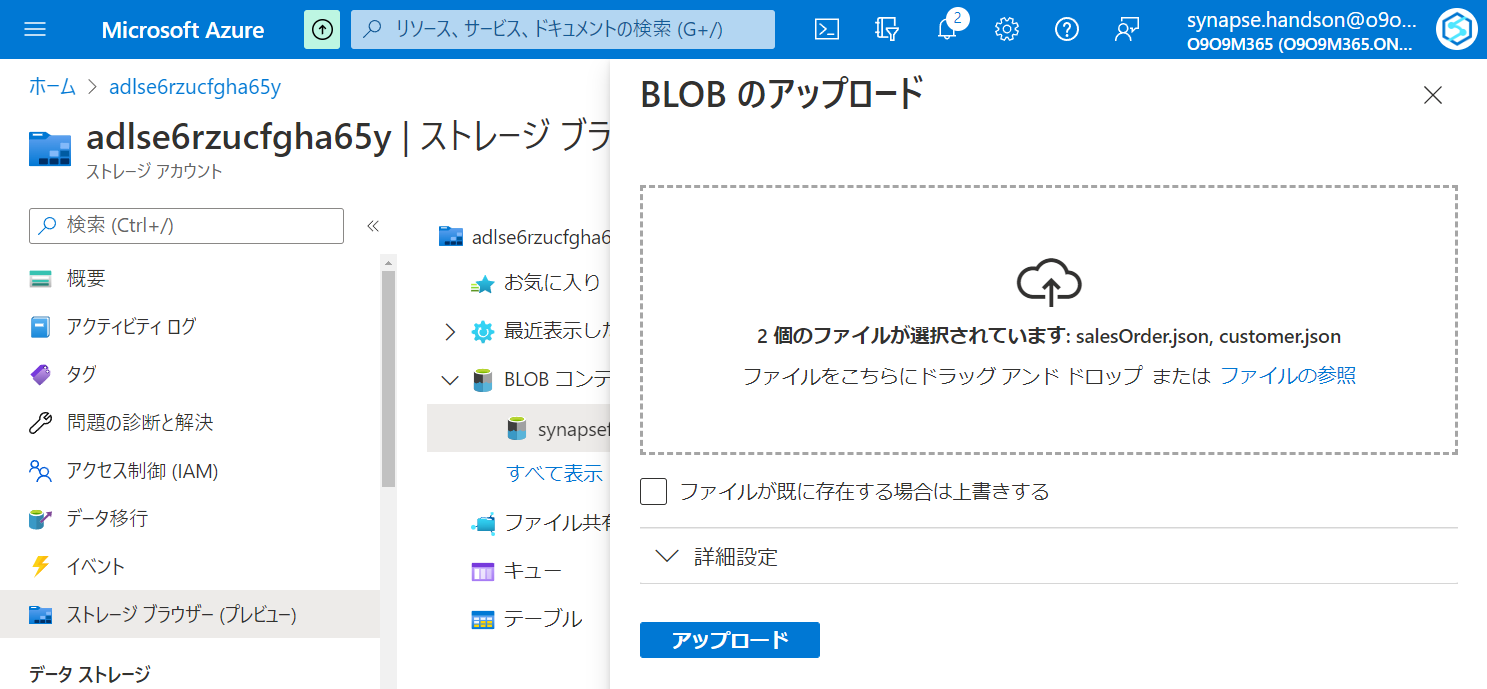 Microsoft Azure
リソース、サービス、ドキュメントの検索 (G+/)
2
synapse.handson@o9o...
O9O9M365 (O9O9M365.ON...
ホーム > adlse6rzucfgha65y
adlse6rzucfgha65y | ストレージ ブラ
ストレージ アカウント
検索 (Ctrl+/)
«
概要
アクティビティ ログ
タグ
問題の診断と解決
アクセス制御 (IAM)
データ移行
イベント
ストレージ ブラウザー (プレビュー)
データ ストレージ
adlse6rzucfgha6
お気に入り
最近表示した
BLOB コンテ
synapsef
すべて表示
ファイル共有
キュー
テーブル
BLOB のアップロード
2 個のファイルが選択されています: salesOrder.json, customer.json
ファイルをこちらにドラッグ アンド ドロップ または ファイルの参照
ファイルが既に存在する場合は上書きする
詳細設定
アップロード